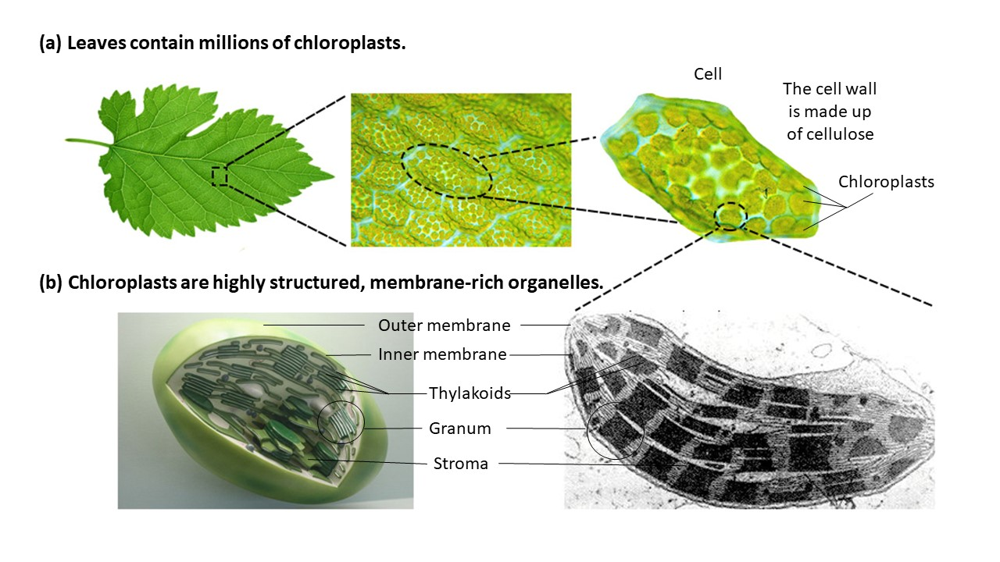 (a) Leaves contain millions of chloroplasts.
Cell
The cell wall
is made up
of cellulose
Chloroplasts
(b) Chloroplasts are highly structured, membrane-rich organelles.
Outer membrane
Inner membrane
Thylakoids
Granum
Stroma